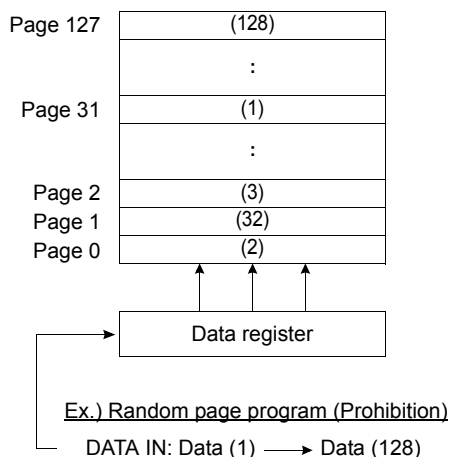 Page 127 (128)
:
Page 31 (1)
:
Page 2 (3)
Page 1 (32)
Page 0 (2)
Data register
Ex.) Random page program (Prohibition)
DATA IN: Data (1) Data (128)